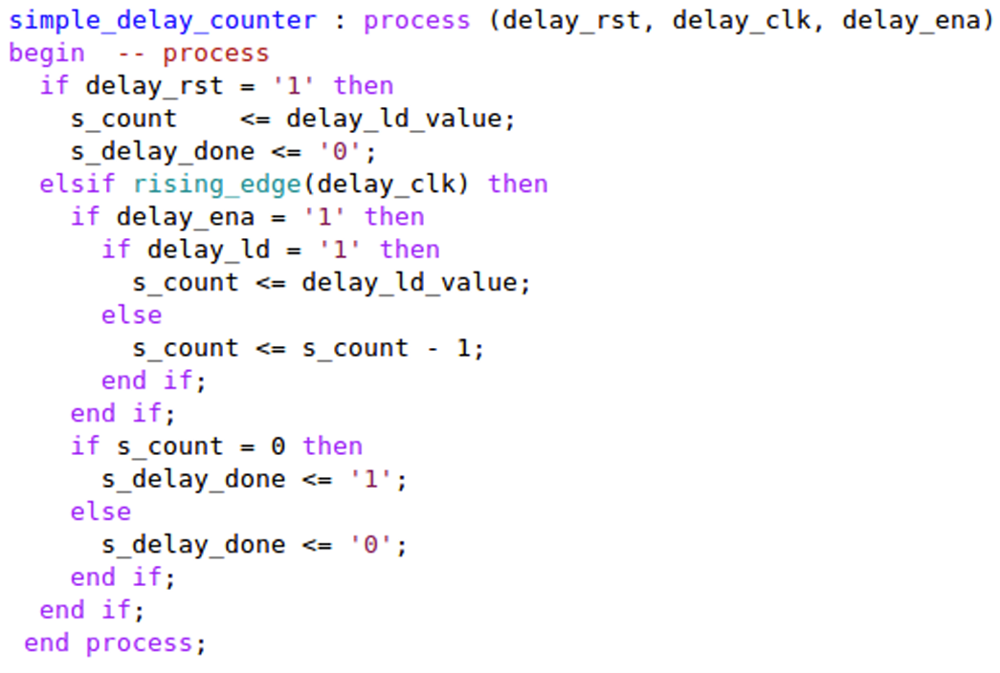 simple_delay_counter : process (delay_rst, delay_clk, delay_ena)
begin  -- process
  if delay_rst = '1' then
    s_count    <= delay_ld_value;
    s_delay_done <= '0';
  elsif rising_edge(delay_clk) then
    if delay_ena = '1' then
      if delay_ld = '1' then
        s_count <= delay_ld_value;
      else
        s_count <= s_count - 1;
      end if;
    end if;
    if s_count = 0 then
      s_delay_done <= '1';
    else
      s_delay_done <= '0';
    end if;
  end if;
 end process;